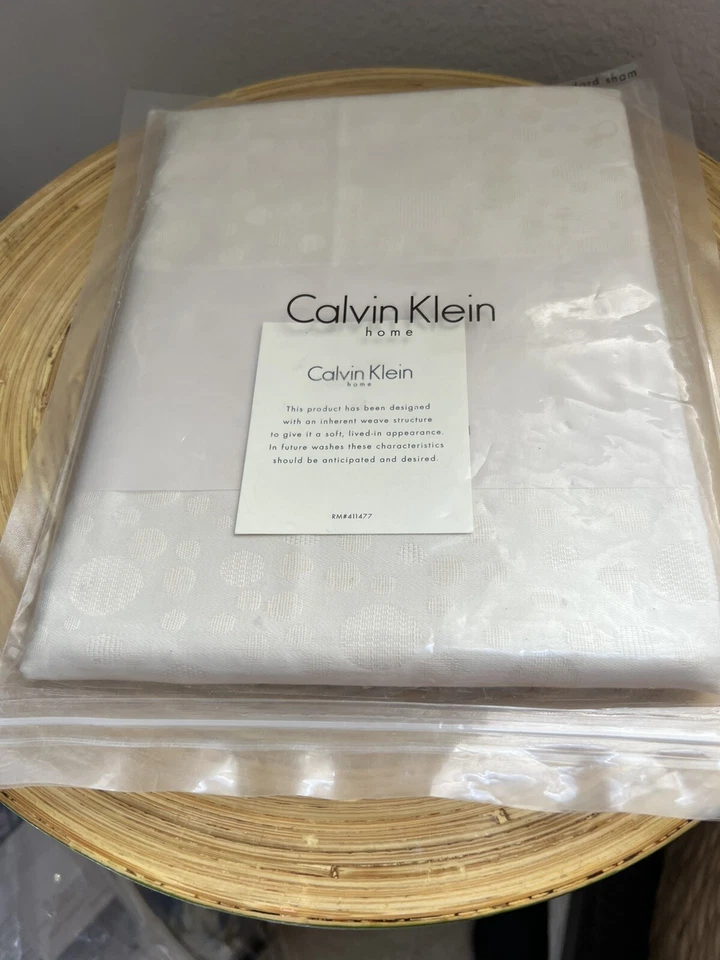 sham
Calvin Klein
home
Calvin Klein
home
This product has been designed
with an inherent weave structure
to give it a soft, lived-in appearance.
In future washes these characteristics
should be anticipated and desired.
RM#411477